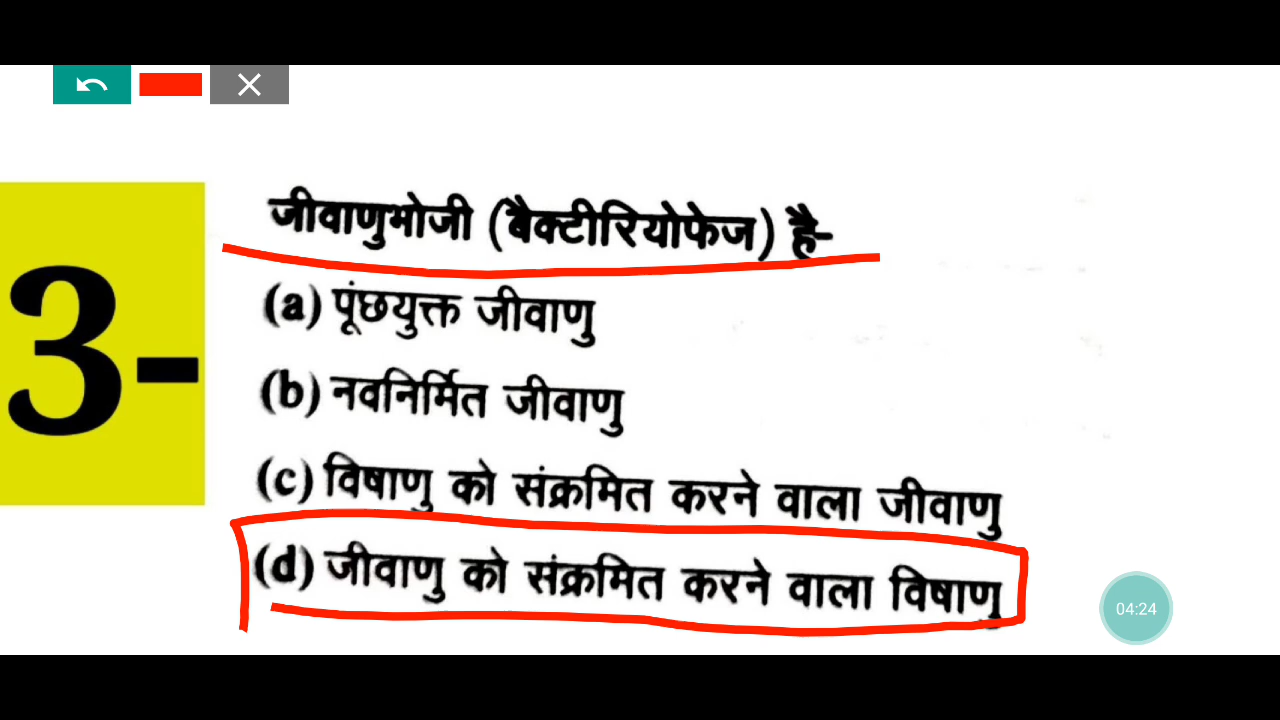 3-
जीवाणुभोजी (बैक्टीरियोफेज) है-
(a) पूंछयुक्त जीवाणु
(b) नवनिर्मित जीवाणु
(c) विषाणु को संक्रमित करने वाला जीवाणु
(d) जीवाणु को संक्रमित करने वाला विषाणु
04:24